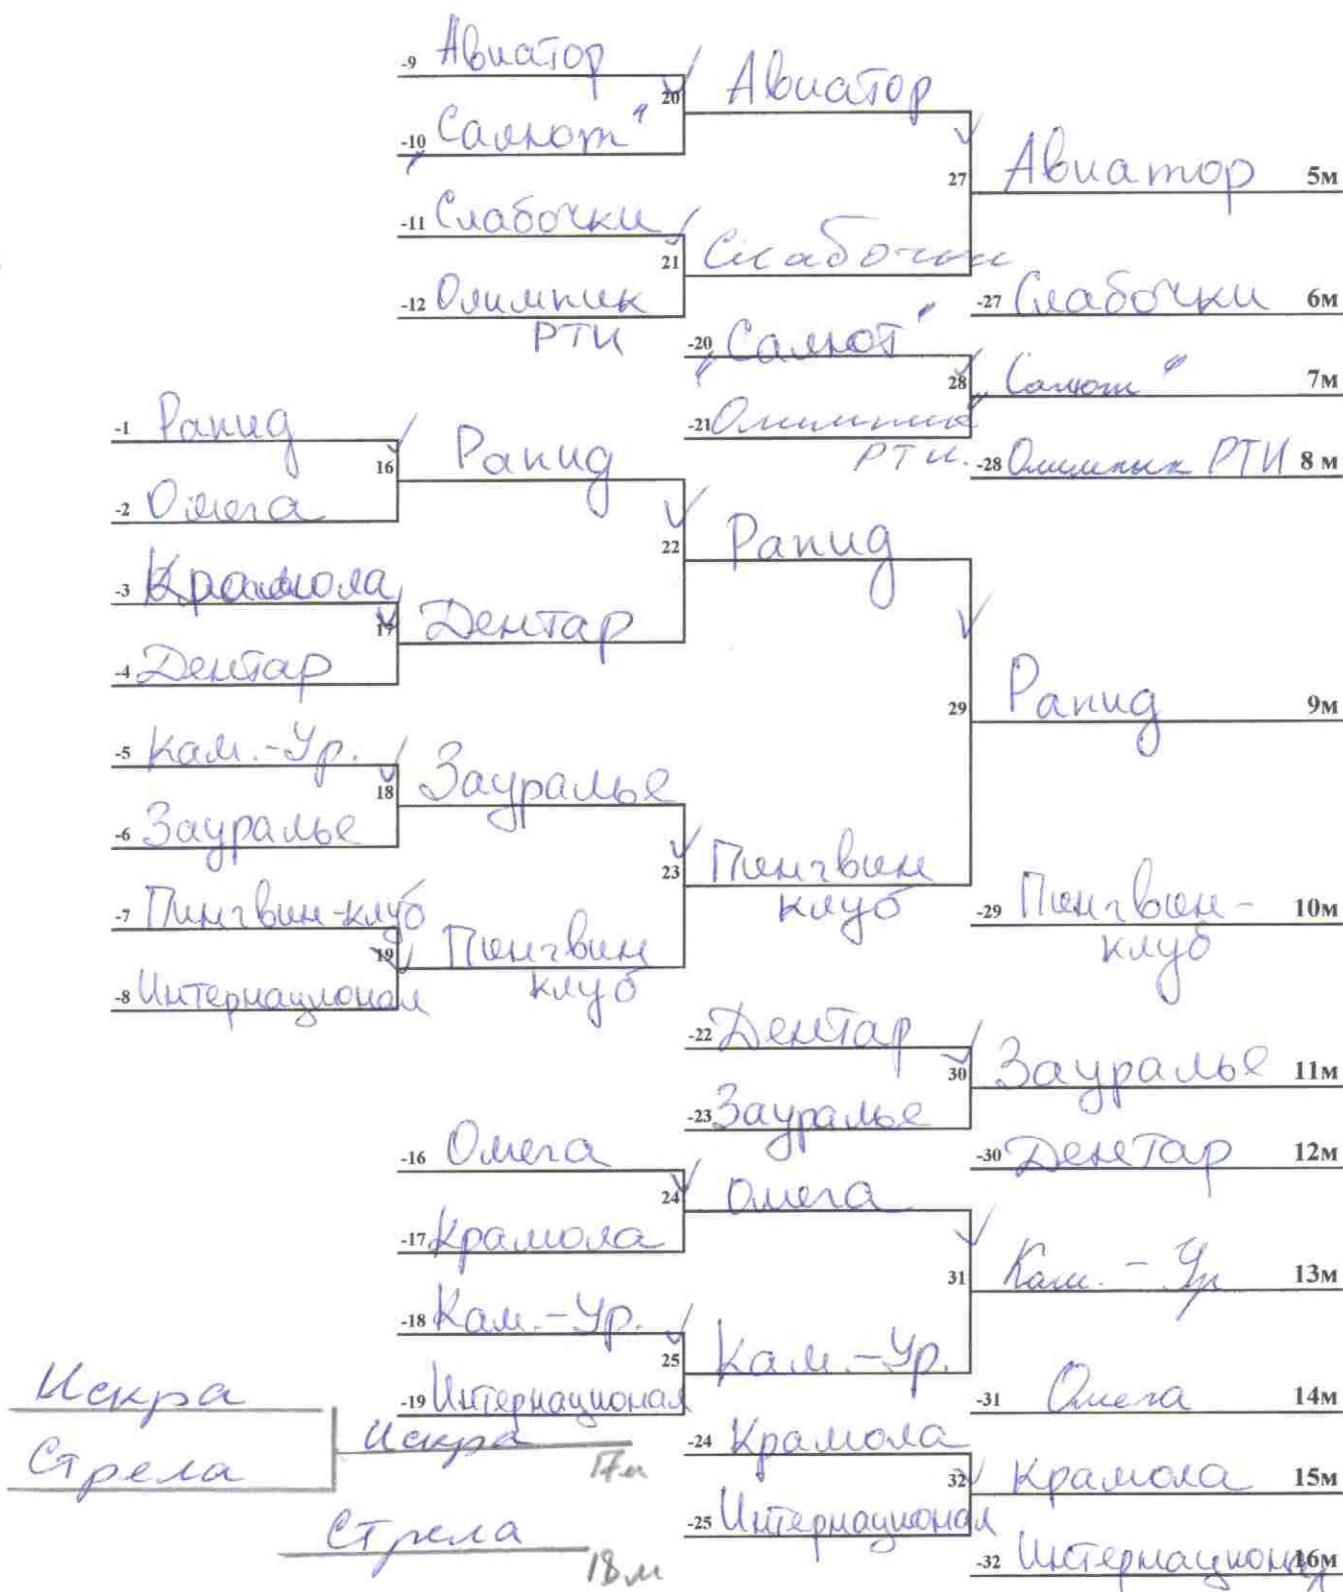 -9 Авиатор
20 Авиатор
-10 „Салют"
27 Авиатор 5м
-11 Слабочки
21 Слабочки
-12 Олимпик
РТИ
-27 Слабочки 6м
-20 „Салют"
28 „Салют" 7м
-21 Олимпик
РТИ.
-28 Олимпик РТИ 8 м
-1 Рапид
16 Рапид
-2 Омега
22 Рапид
-3 Крамола
17 Дентар
-4 Дентар
29 Рапид 9м
-5 Кам.-Ур.
18 Зауралье
-6 Зауралье
23 Пингвин
клуб
-7 Пингвин-клуб
19 Пингвин
клуб
-8 Интернационал
-29 Пингвин-
клуб
10м
-22 Дентар
30 Зауралье 11м
-23 Зауралье
-30 Дентар 12м
-16 Омега
24 Омега
-17 Крамола
31 Кам. - Ур 13м
-18 Кам.-Ур.
25 Кам.-Ур.
-19 Интернационал
-31 Омега 14м
-24 Крамола
32 Крамола 15м
-25 Интернационал
-32 Интернационал 16м
Искра
Искра 17м
Стрела
Стрела 18м